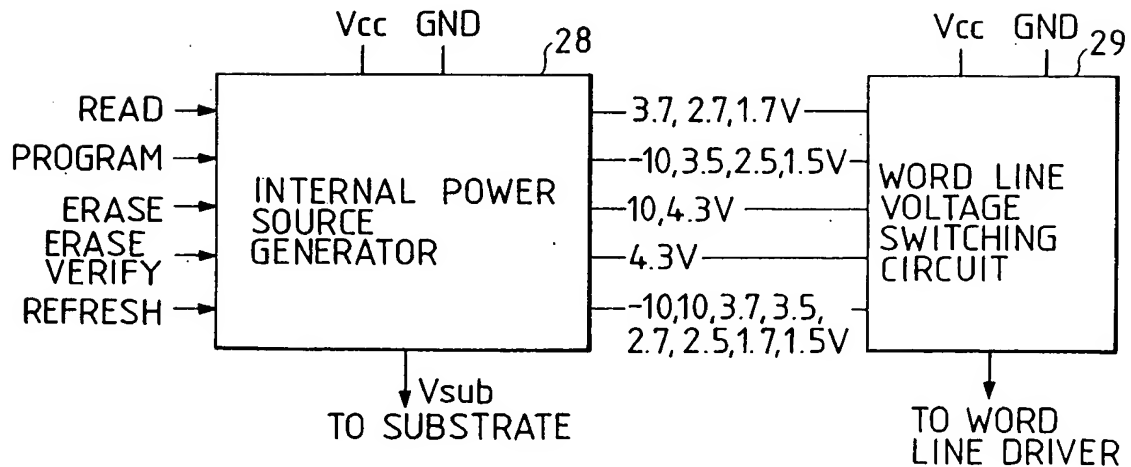 Vcc GND 28
Vcc GND 29
READ
PROGRAM
ERASE
ERASE
VERIFY
REFRESH
INTERNAL POWER
SOURCE
GENERATOR
3.7, 2.7, 1.7V
-10, 3.5, 2.5, 1.5V
10, 4.3V
4.3V
-10, 10, 3.7, 3.5,
2.7, 2.5, 1.7, 1.5V
WORD LINE
VOLTAGE
SWITCHING
CIRCUIT
Vsub
TO SUBSTRATE
TO WORD
LINE DRIVER